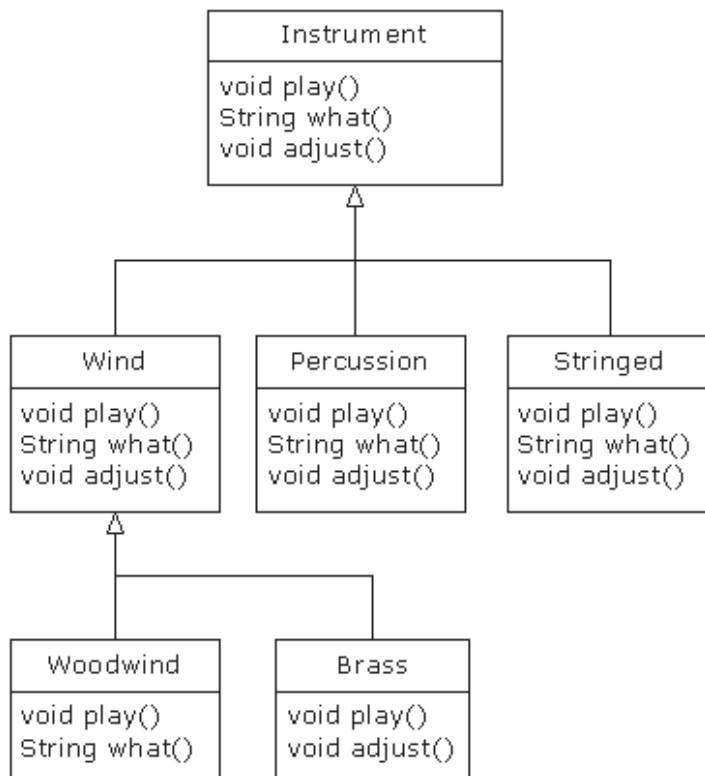 Instrument
void play()
String what()
void adjust()
Wind
void play()
String what()
void adjust()
Percussion
void play()
String what()
void adjust()
Stringed
void play()
String what()
void adjust()
Woodwind
void play()
String what()
Brass
void play()
void adjust()